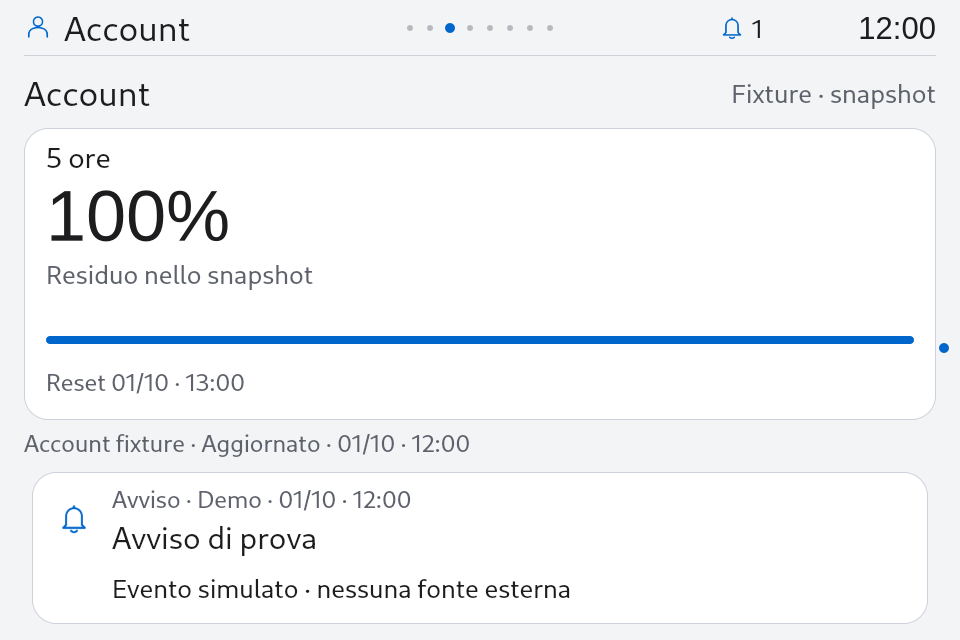 Account
1
12:00
Account
Fixture · snapshot
5 ore
100%
Residuo nello snapshot
Reset 01/10 · 13:00
Account fixture · Aggiornato · 01/10 · 12:00
Avviso · Demo · 01/10 · 12:00
Avviso di prova
Evento simulato · nessuna fonte esterna